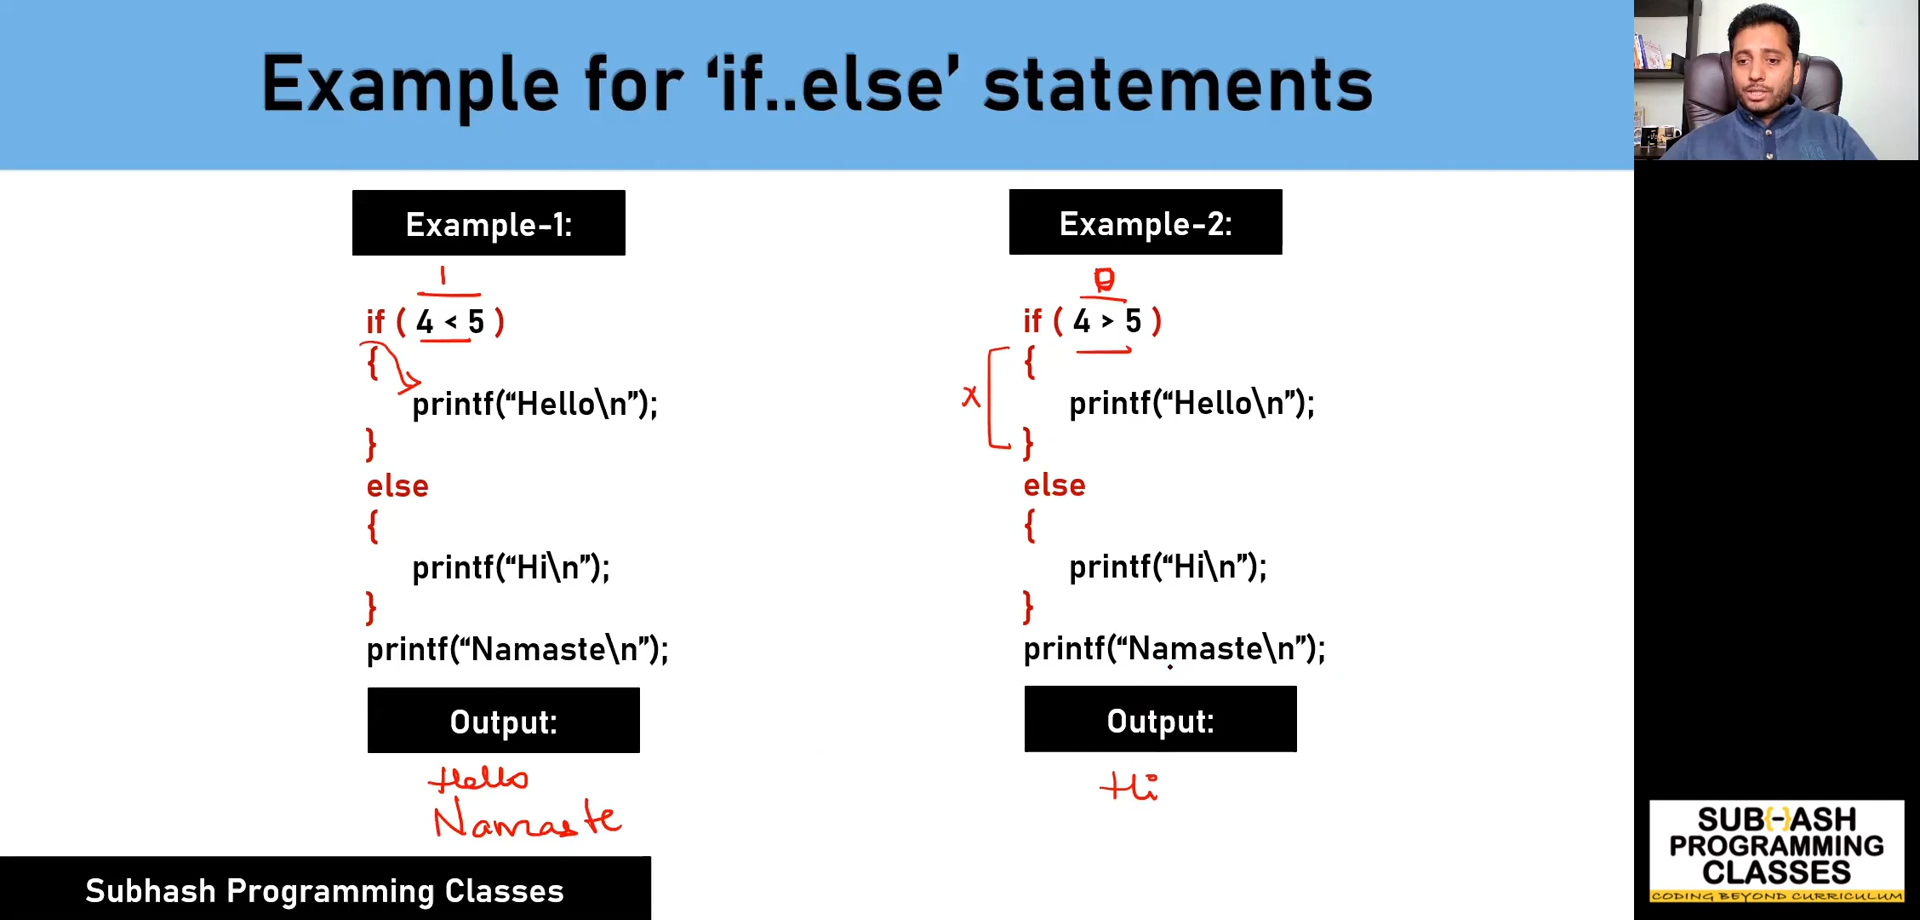 Example for ‘if..else’ statements
Example-1:
1
if ( 4 < 5 )
{
printf(“Hello\n”);
}
else
{
printf(“Hi\n”);
}
printf(“Namaste\n”);
Output:
Hello
Namaste
Example-2:
0
if ( 4 > 5 )
{
x
printf(“Hello\n”);
}
else
{
printf(“Hi\n”);
}
printf(“Namaste\n”);
Output:
Hi
Subhash Programming Classes
SUB{-}ASH
PROGRAMMING
CLASSES
CODING BEYOND CURRICULUM